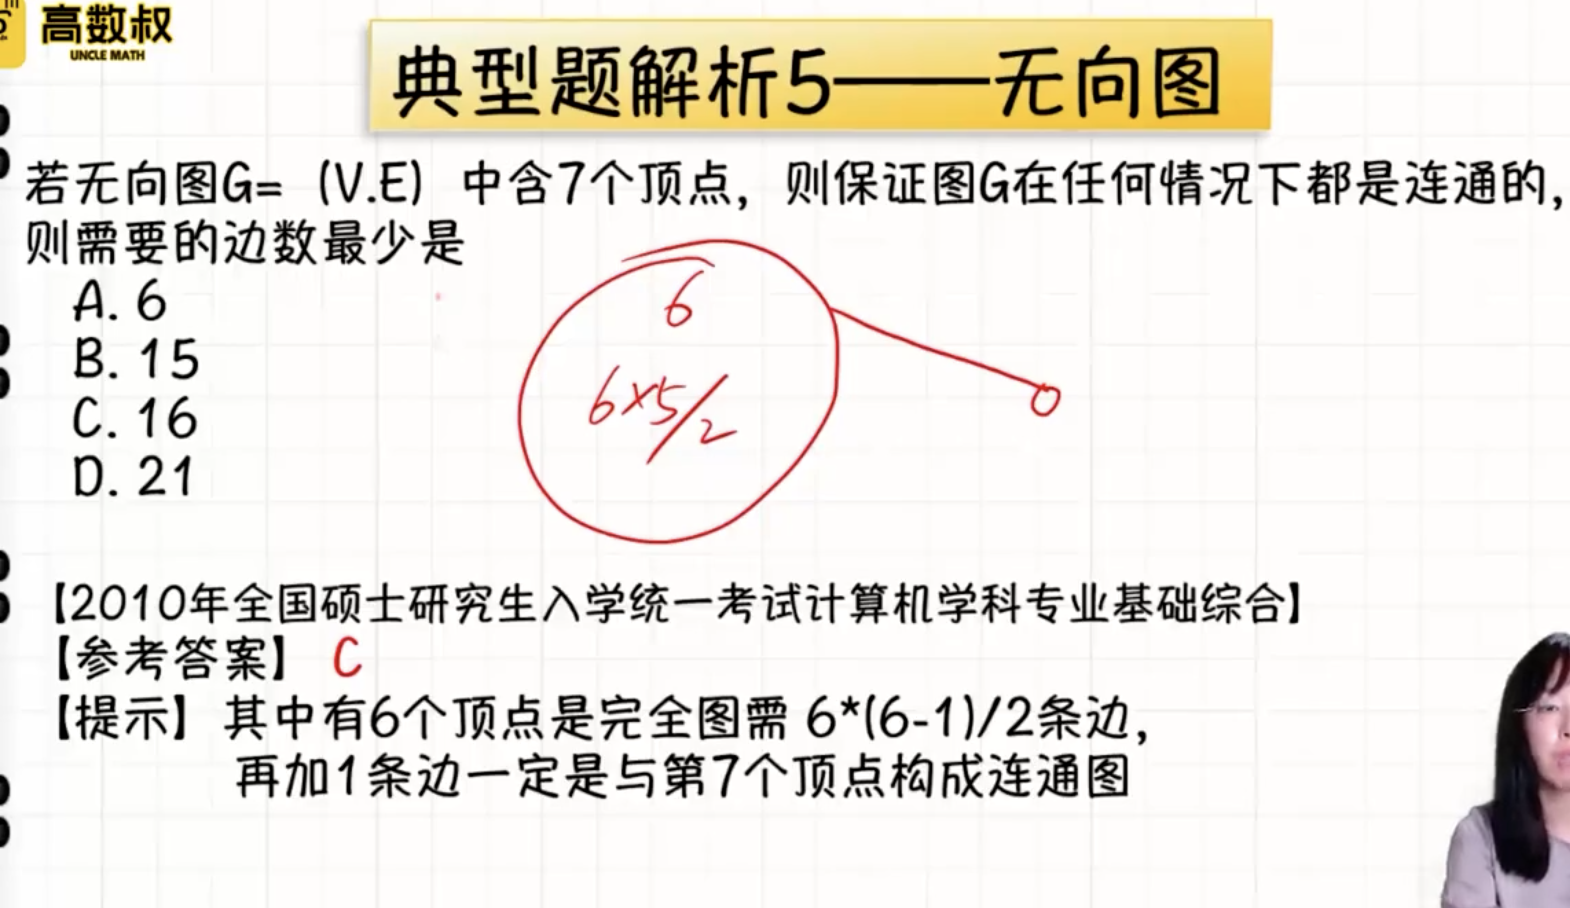 高数叔
UNCLE MATH
典型题解析5——无向图
若无向图G=（V.E）中含7个顶点，则保证图G在任何情况下都是连通的，
则需要的边数最少是
A. 6
B. 15
C. 16
D. 21
6
6×5/2
【2010年全国硕士研究生入学统一考试计算机学科专业基础综合】
【参考答案】 C
【提示】其中有6个顶点是完全图需 6*(6-1)/2条边，
再加1条边一定是与第7个顶点构成连通图